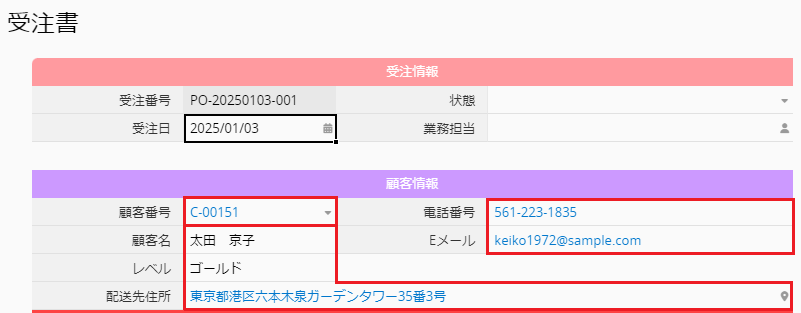 受注書
受注情報
受注番号 PO-20250103-001 状態
受注日 2025/01/03 業務担当
顧客情報
顧客番号 C-00151 電話番号 561-223-1835
顧客名 太田　京子 Eメール keiko1972@sample.com
レベル ゴールド
配送先住所 東京都港区六本木泉ガーデンタワー35番3号